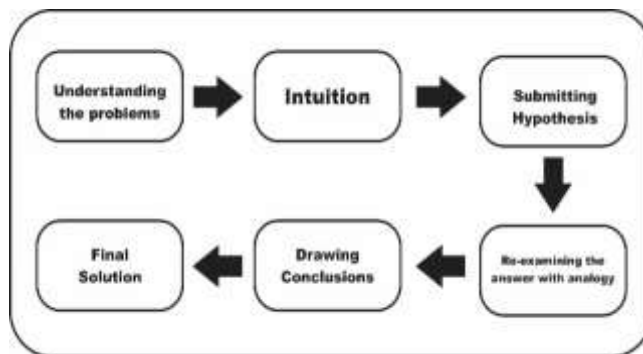 Understanding
the problems
Intuition
Submitting
Hypothesis
Re-examining the
answer with analogy
Drawing
Conclusions
Final
Solution